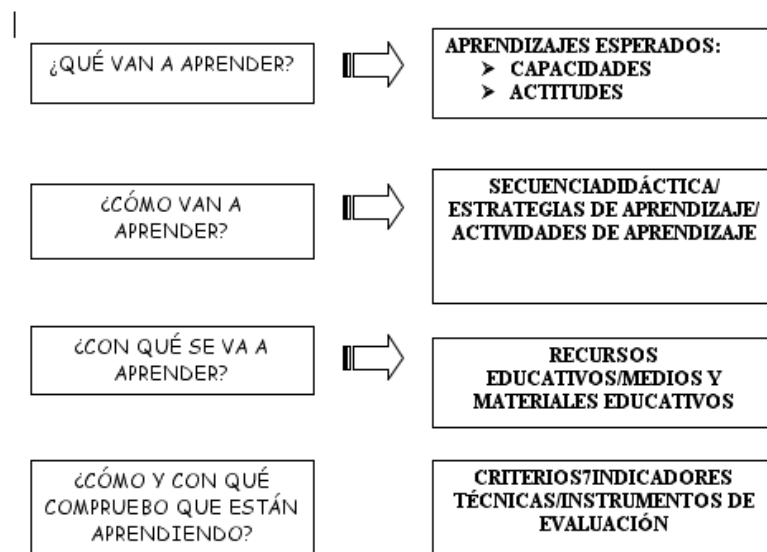 ¿QUÉ VAN A APRENDER?
APRENDIZAJES ESPERADOS:
➤ CAPACIDADES
➤ ACTITUDES
¿CÓMO VAN A
APRENDER?
SECUENCIADIDÁCTICA/
ESTRATEGIAS DE APRENDIZAJE/
ACTIVIDADES DE APRENDIZAJE
¿CON QUÉ SE VA A
APRENDER?
RECURSOS
EDUCATIVOS/MEDIOS Y
MATERIALES EDUCATIVOS
¿CÓMO Y CON QUÉ
COMPRUEBO QUE ESTÁN
APRENDIENDO?
CRITERIOS7INDICADORES
TÉCNICAS/INSTRUMENTOS DE
EVALUACIÓN